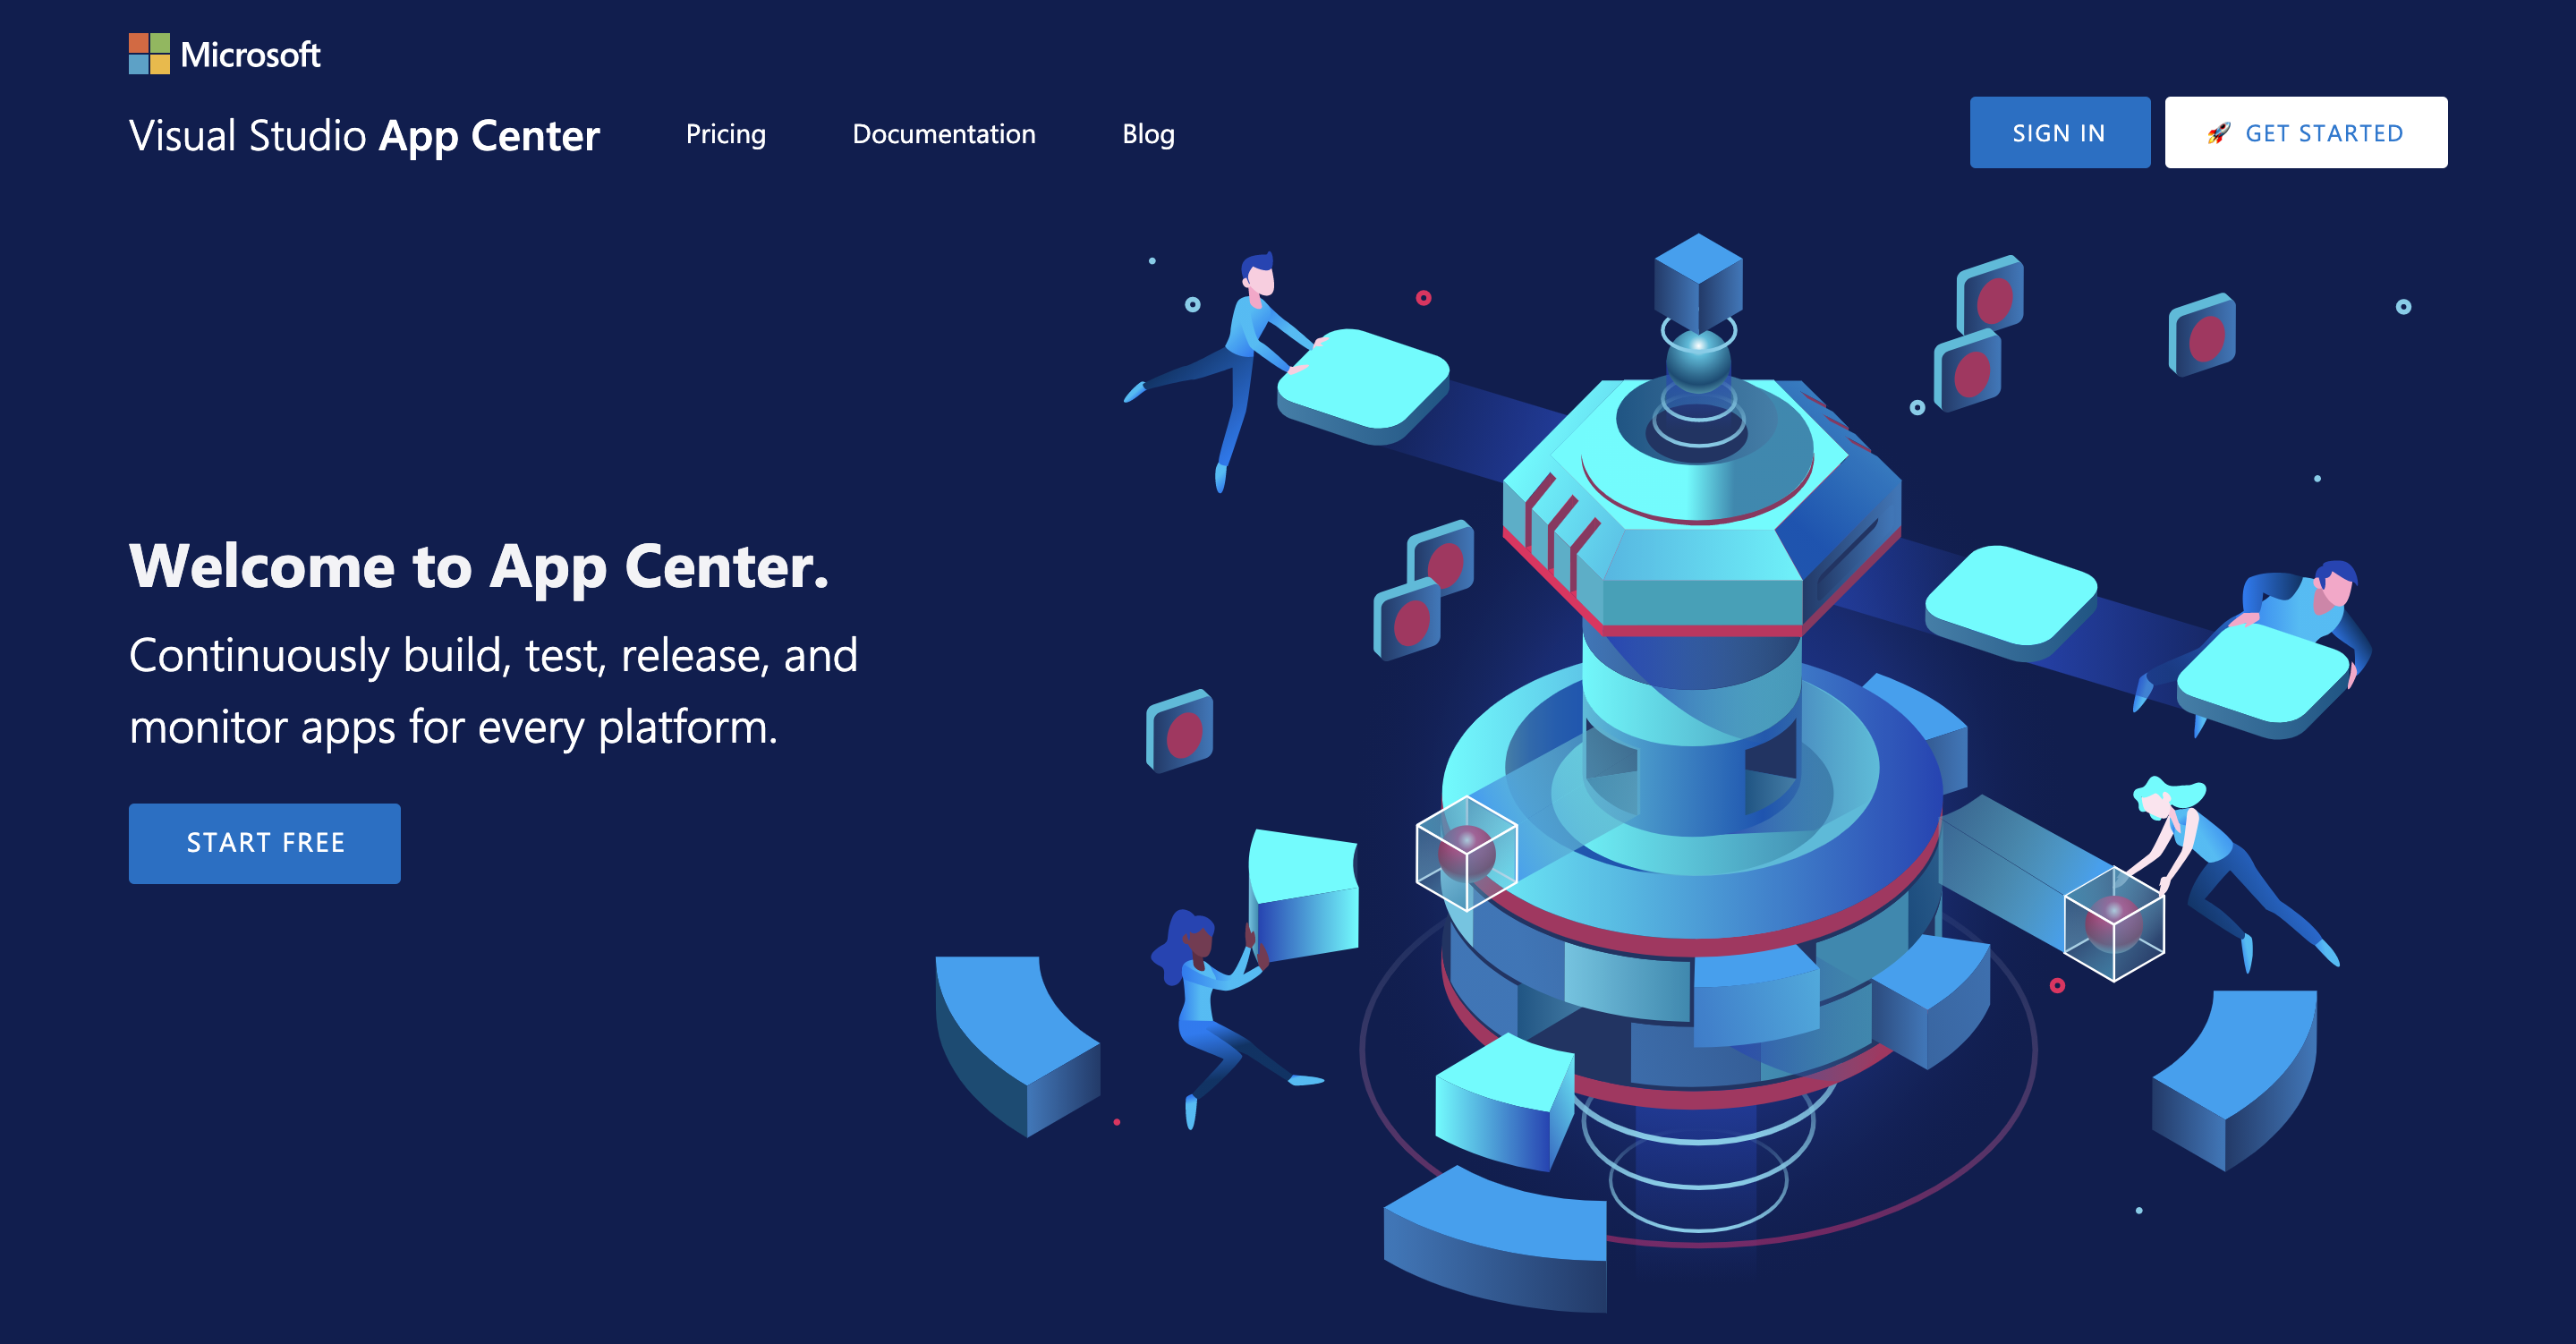 Microsoft
Visual Studio App Center
Pricing
Documentation
Blog
SIGN IN
🚀 GET STARTED
Welcome to App Center.
Continuously build, test, release, and
monitor apps for every platform.
START FREE